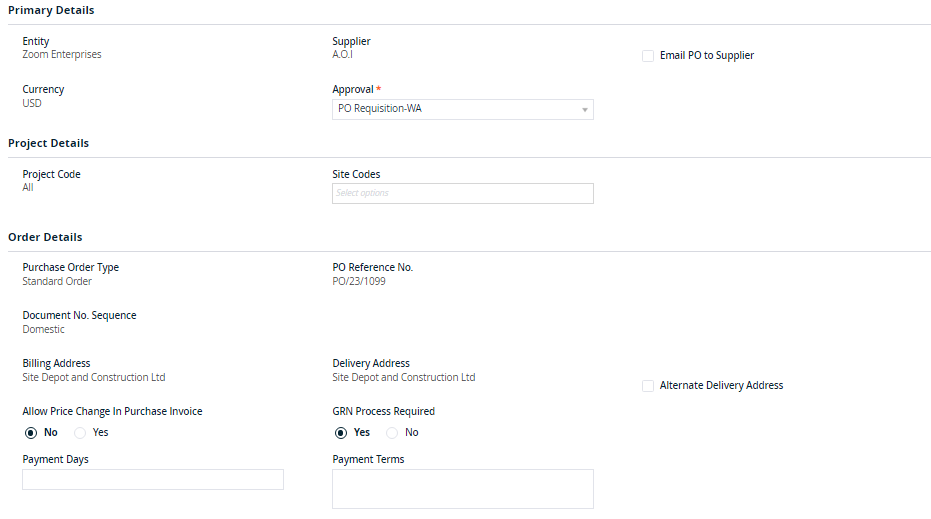 Primary Details
Entity
Supplier
Zoom Enterprises
A.O.I
Email PO to Supplier
Currency
Approval *
USD
PO Requisition-WA
Project Details
Project Code
Site Codes
All
Select options
Order Details
Purchase Order Type
PO Reference No.
Standard Order
PO/23/1099
Document No. Sequence
Domestic
Billing Address
Delivery Address
Site Depot and Construction Ltd
Site Depot and Construction Ltd
Alternate Delivery Address
Allow Price Change In Purchase Invoice
GRN Process Required
No Yes
Yes No
Payment Days
Payment Terms